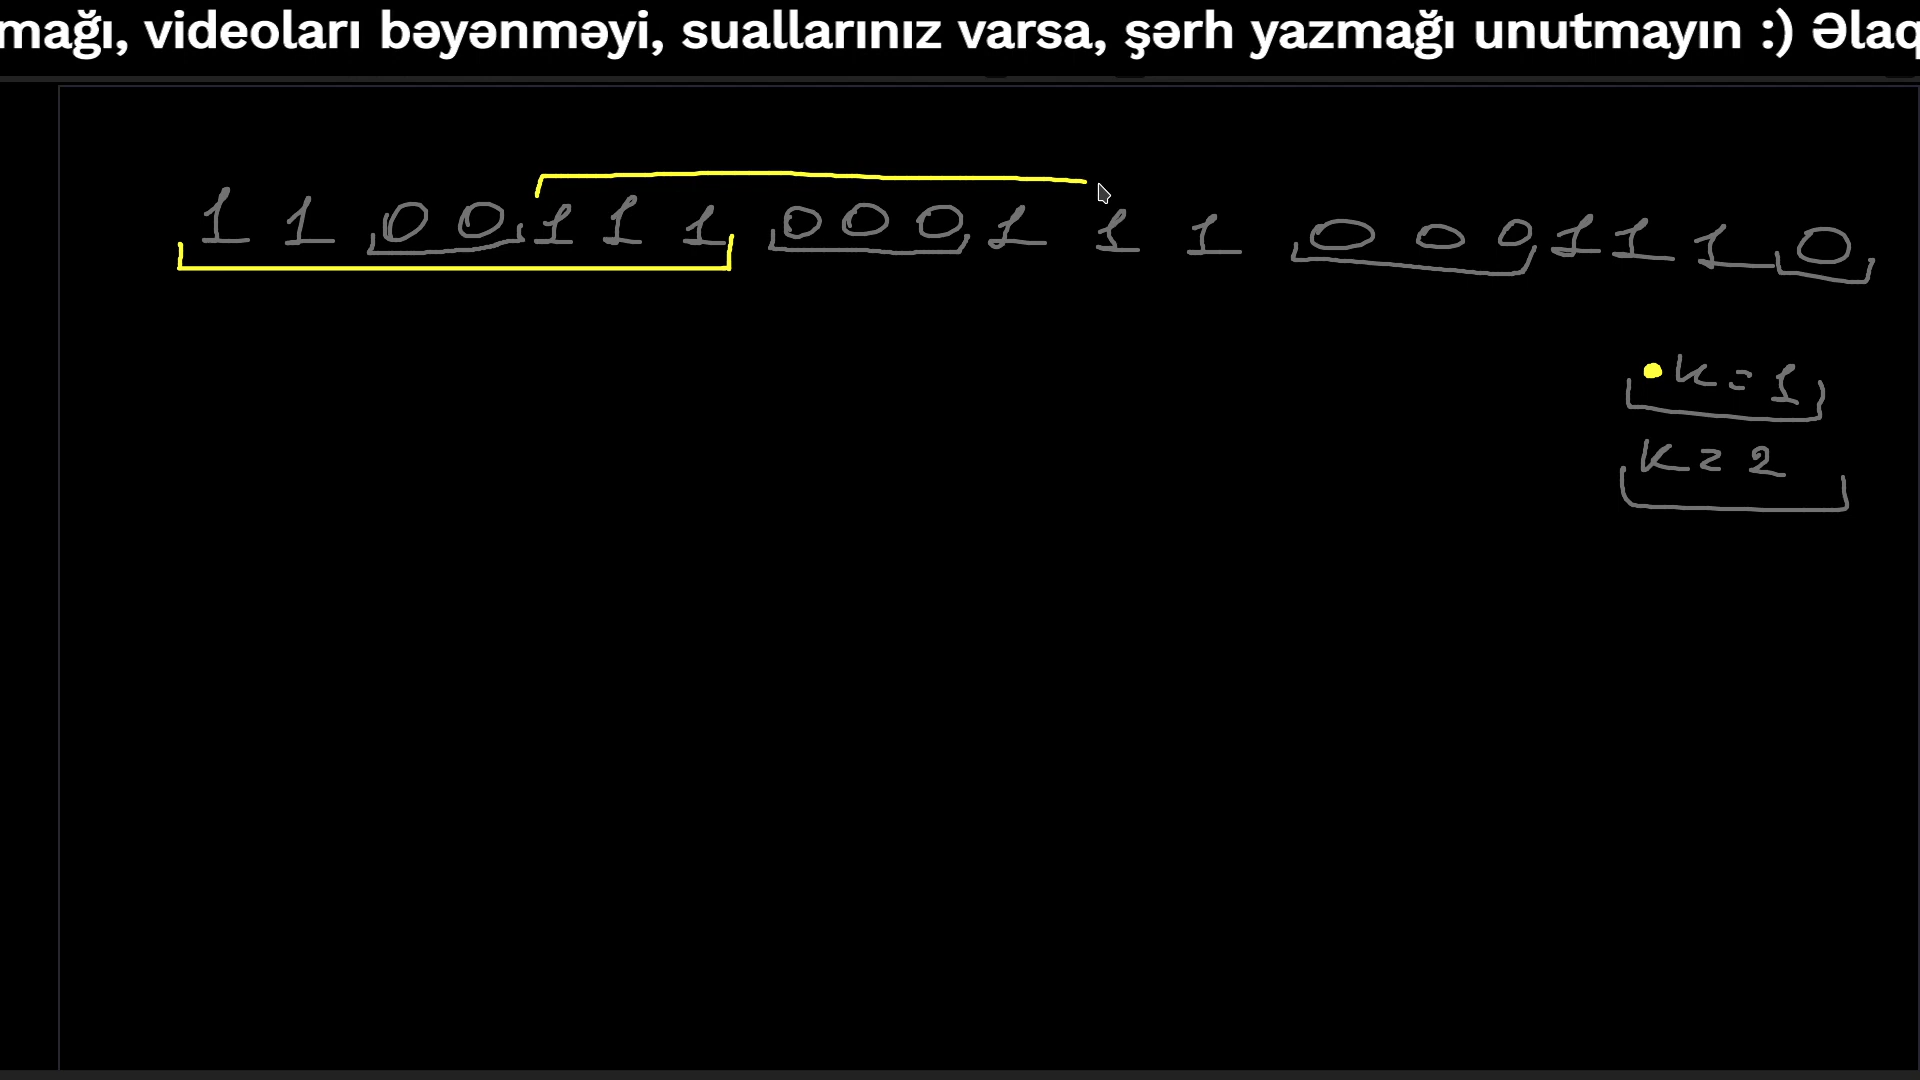 mağı, videoları bəyənməyi, suallarınız varsa, şərh yazmağı unutmayın :) Əlaq
1 1 0 0 1 1 1 0 0 0 1 1 1 0 0 0 1 1 1 0
k = 1
k = 2